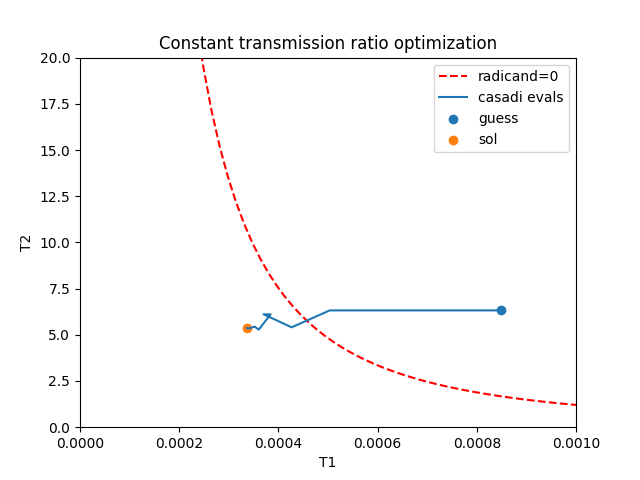 Constant transmission ratio optimization
radicand=0
casadi evals
guess
sol
20.0
17.5
15.0
12.5
10.0
7.5
5.0
2.5
0.0
T2
0.0000
0.0002
0.0004
0.0006
0.0008
0.0010
T1